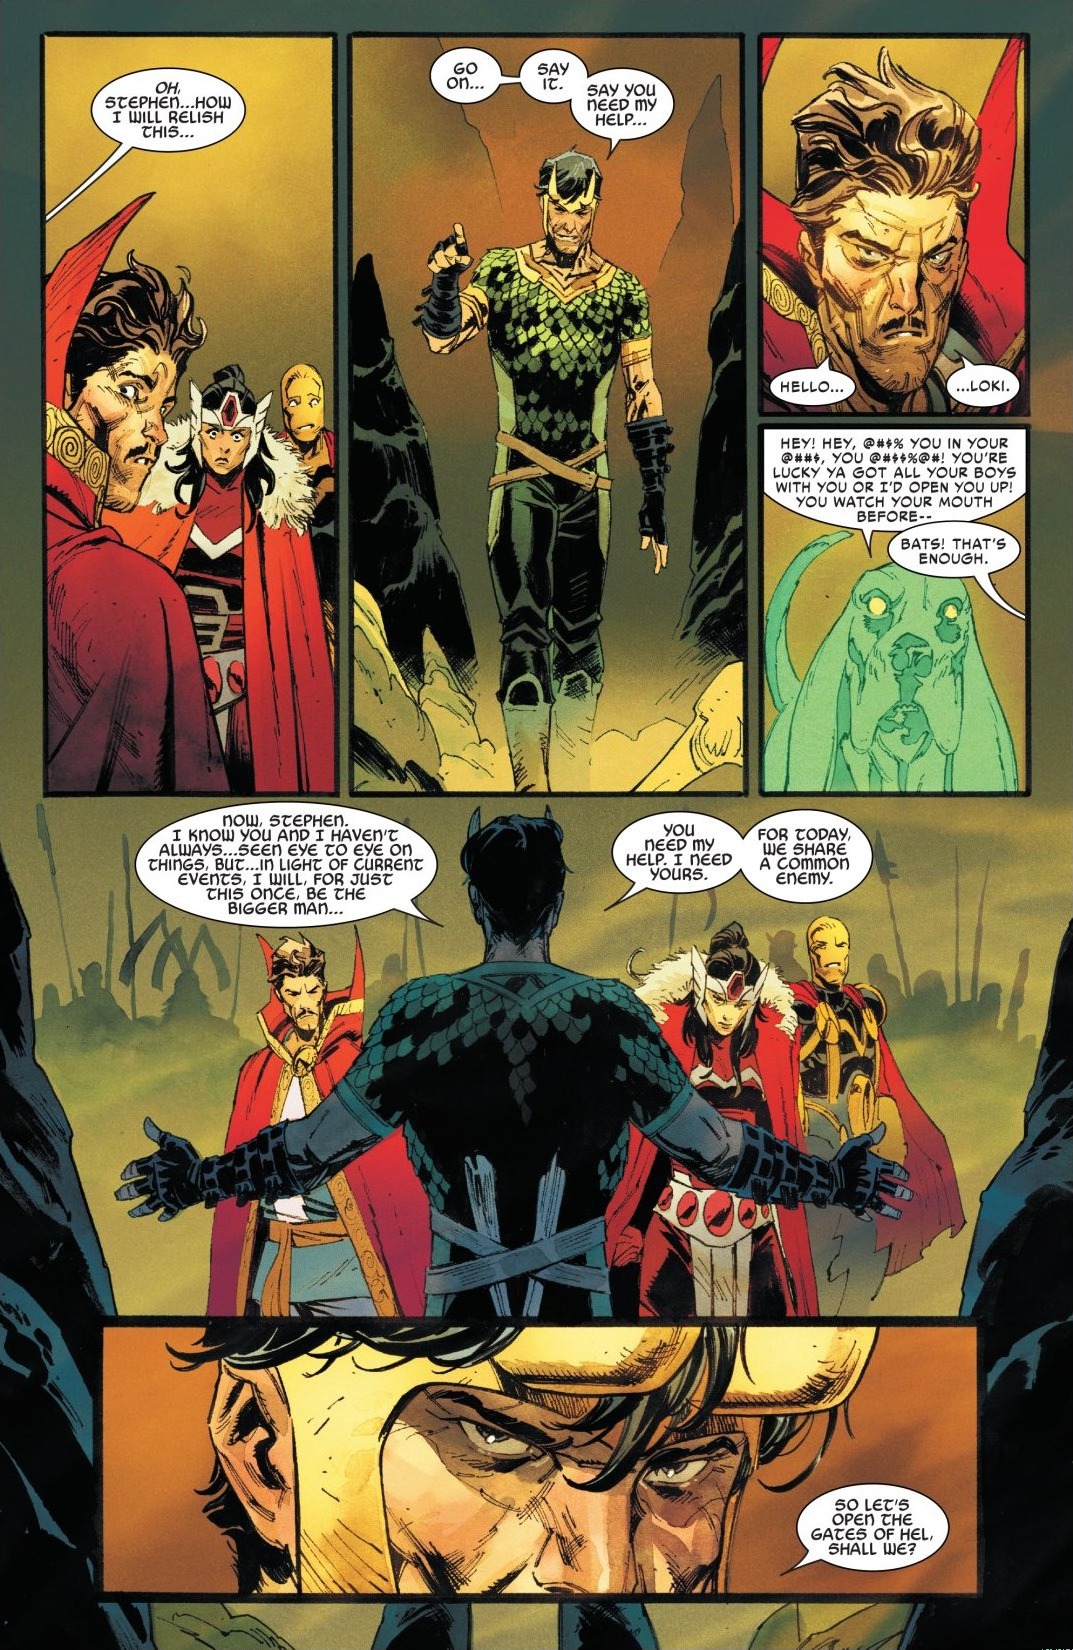 OH,
STEPHEN...HOW
I WILL RELISH
THIS...
GO
ON...
SAY
IT.
SAY YOU
NEED MY
HELP...
HELLO...
...LOKI.
HEY! HEY, @#$% YOU IN YOUR
@##$, YOU @#$$%@#! YOU'RE
LUCKY YA GOT ALL YOUR BOYS
WITH YOU OR I'D OPEN YOU UP!
YOU WATCH YOUR MOUTH
BEFORE--
BATS! THAT'S
ENOUGH.
NOW, STEPHEN.
I KNOW YOU AND I HAVEN'T
ALWAYS...SEEN EYE TO EYE ON
THINGS, BUT...IN LIGHT OF CURRENT
EVENTS, I WILL, FOR JUST
THIS ONCE, BE THE
BIGGER MAN...
YOU
NEED MY
HELP. I NEED
YOURS.
FOR TODAY,
WE SHARE
A COMMON
ENEMY.
SO LET'S
OPEN THE
GATES OF HEL,
SHALL WE?